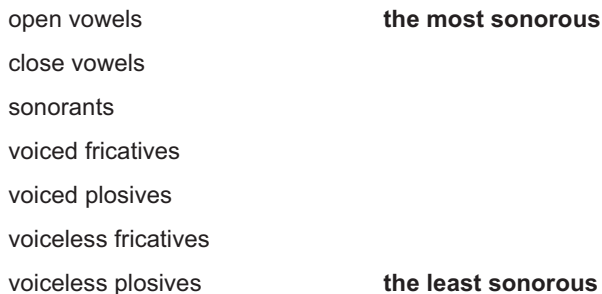 open vowels the most sonorous
close vowels
sonorants
voiced fricatives
voiced plosives
voiceless fricatives
voiceless plosives the least sonorous